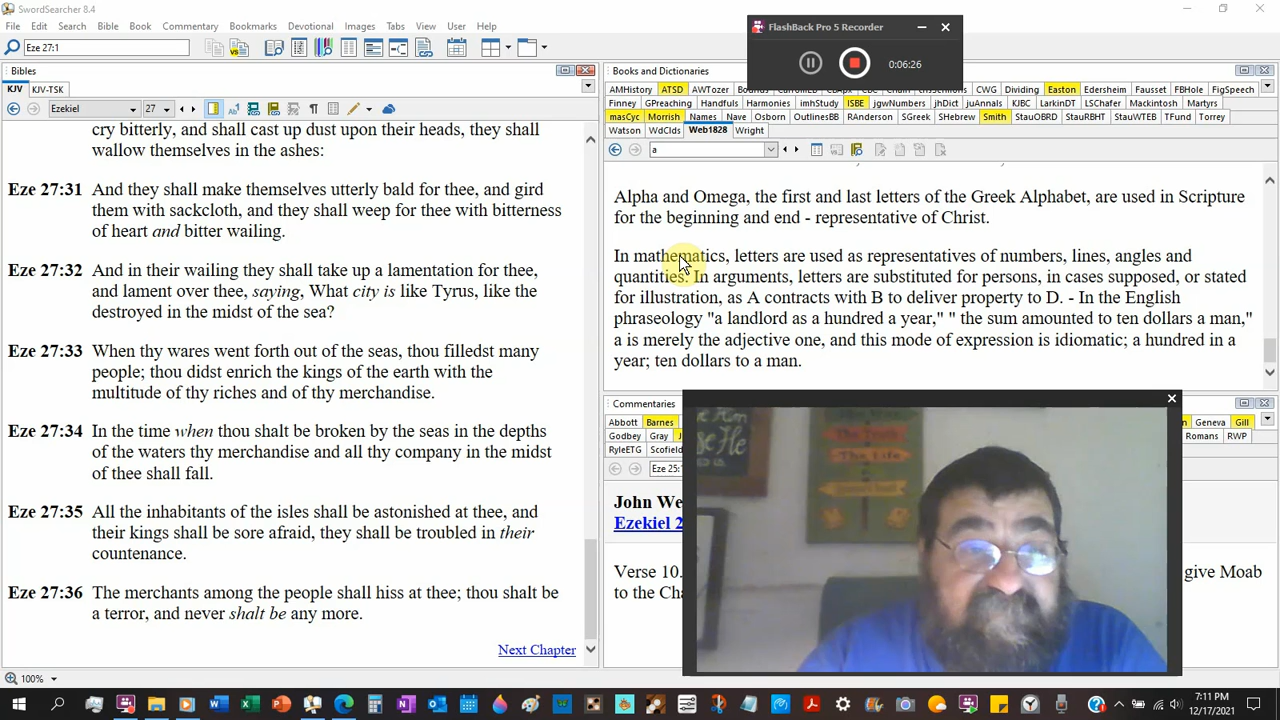 SwordSearcher 8.4
File Edit Search Bible Book Commentary Bookmarks Devotional Images Tabs View User Help
Eze 27:1
FlashBack Pro 5 Recorder
0:06:26
Bibles
KJV KJV-TSK
Ezekiel 27
cry bitterly, and shall cast up dust upon their heads, they shall
wallow themselves in the ashes:
Eze 27:31 And they shall make themselves utterly bald for thee, and gird
them with sackcloth, and they shall weep for thee with bitterness
of heart and bitter wailing.
Eze 27:32 And in their wailing they shall take up a lamentation for thee,
and lament over thee, saying, What city is like Tyrus, like the
destroyed in the midst of the sea?
Eze 27:33 When thy wares went forth out of the seas, thou filledst many
people; thou didst enrich the kings of the earth with the
multitude of thy riches and of thy merchandise.
Eze 27:34 In the time when thou shalt be broken by the seas in the depths
of the waters thy merchandise and all thy company in the midst
of thee shall fall.
Eze 27:35 All the inhabitants of the isles shall be astonished at thee, and
their kings shall be sore afraid, they shall be troubled in their
countenance.
Eze 27:36 The merchants among the people shall hiss at thee; thou shalt be
a terror, and never shalt be any more.
Next Chapter
100%
Books and Dictionaries
AMHistory ATSD AWTozer CWG Dividing Easton Edersheim Fausset FBHole FigSpeech
Finney GPreaching Handfuls Harmonies imhStudy ISBE jgwNumbers jhDict juAnnals KJBC LarkinDT LSChafer Mackintosh Martyrs
masCyc Morrish Names Nave Osborn OutlinesBB RAnderson SGreek SHebrew Smith StauOBRD StauRBHT StauWTEB TFund Torrey
Watson WdClds Web1828 Wright
a
Alpha and Omega, the first and last letters of the Greek Alphabet, are used in Scripture
for the beginning and end - representative of Christ.
In mathematics, letters are used as representatives of numbers, lines, angles and
quantities. In arguments, letters are substituted for persons, in cases supposed, or stated
for illustration, as A contracts with B to deliver property to D. - In the English
phraseology "a landlord as a hundred a year," " the sum amounted to ten dollars a man,"
a is merely the adjective one, and this mode of expression is idiomatic; a hundred in a
year; ten dollars to a man.
Commentaries
Abbott Barnes Geneva Gill
Godbey Gray Romans RWP
RyleETG Scofield
Eze 25:
John We
Ezekiel 2
Verse 10. give Moab
to the Cha
The Truth
The Life
7:11 PM
12/17/2021